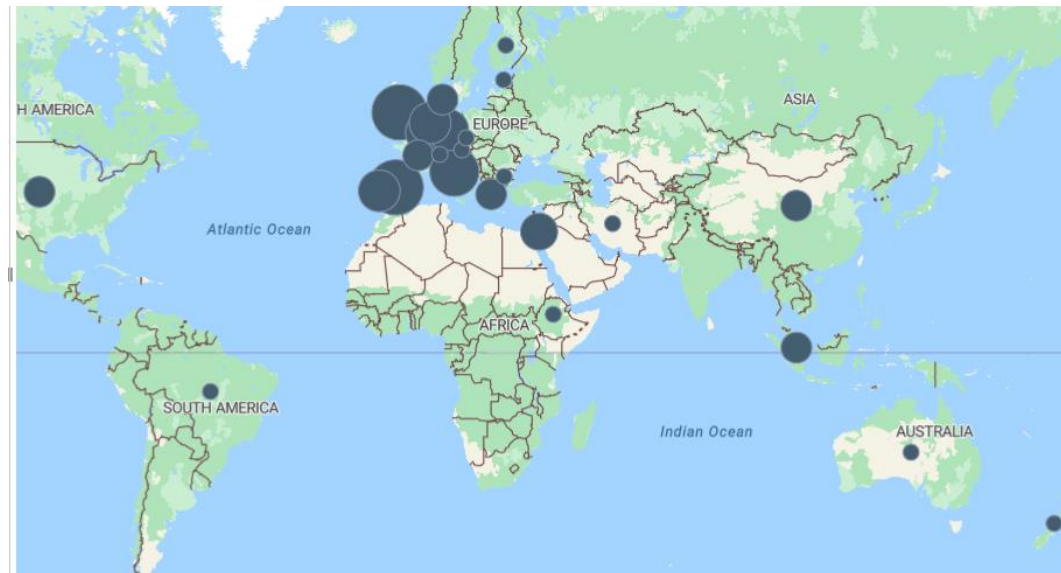 H AMERICA
ASIA
EUROPE
Atlantic Ocean
AFRICA
SOUTH AMERICA
Indian Ocean
AUSTRALIA